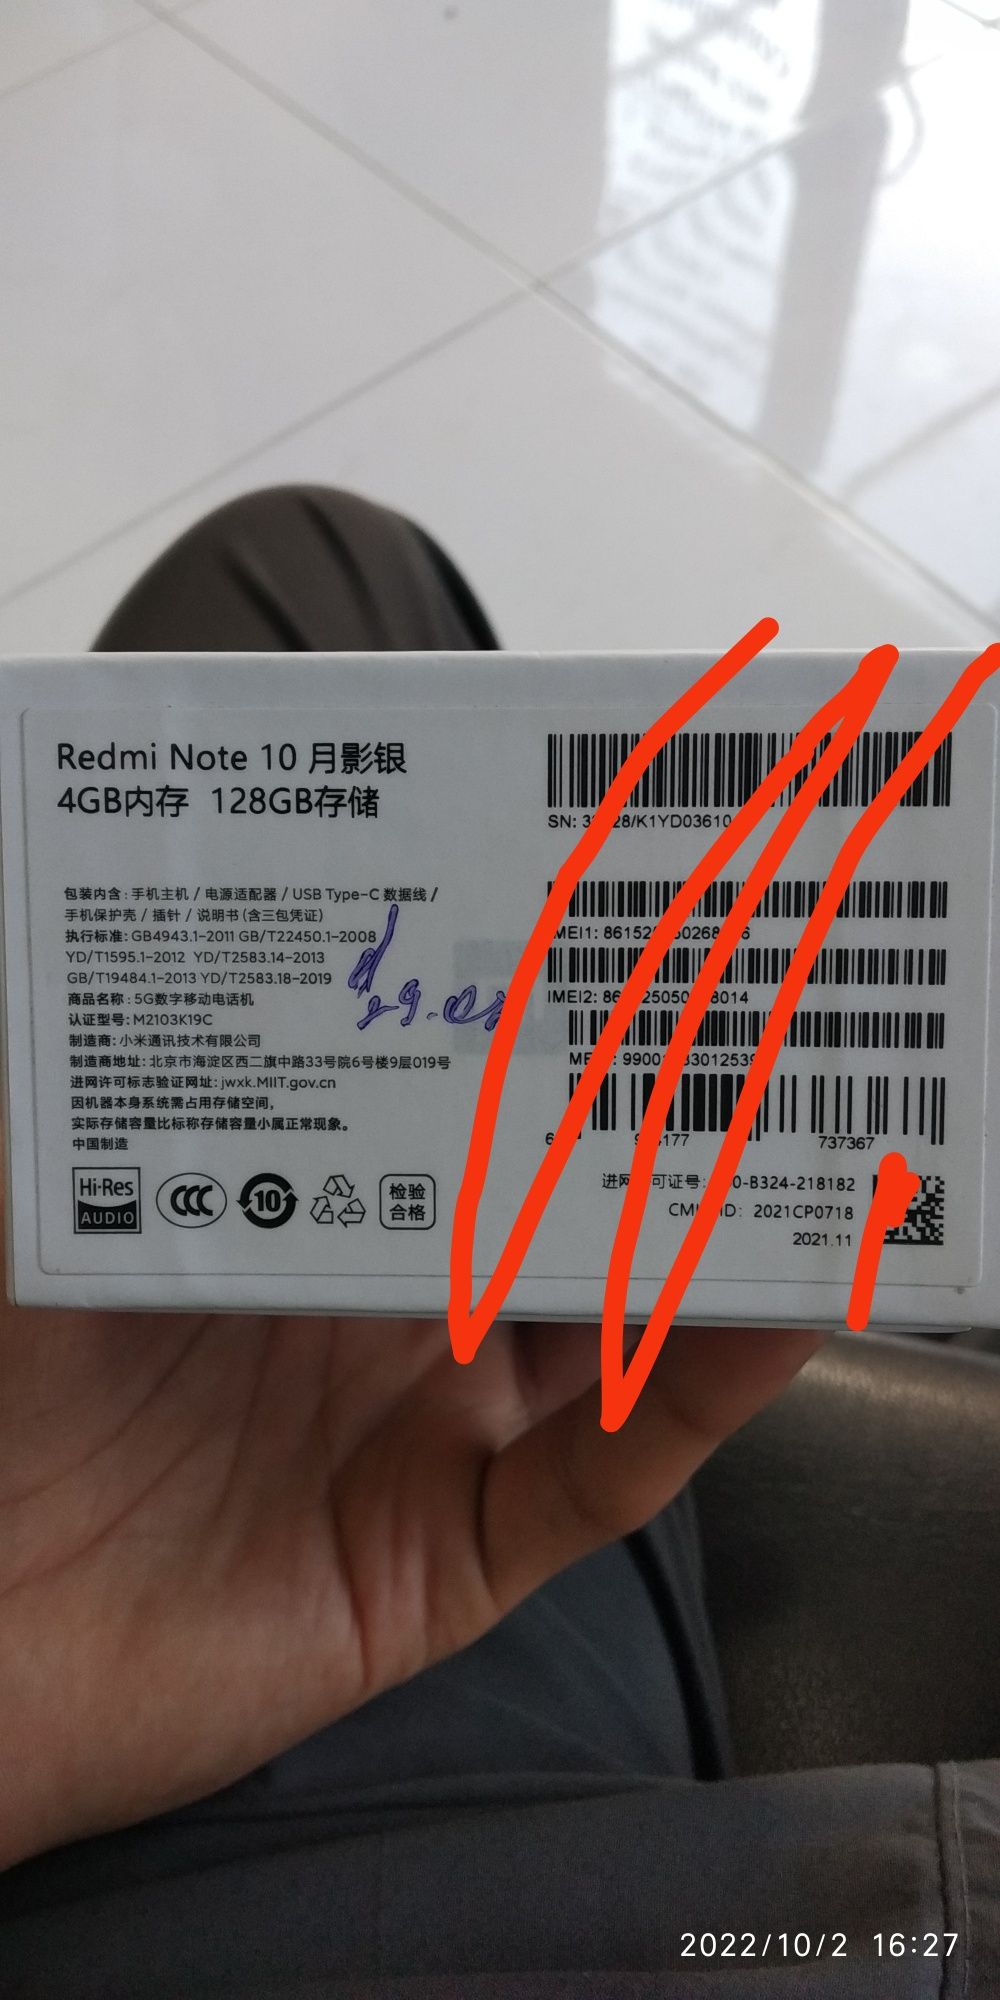 Redmi Note 10 月影银
4GB内存 128GB存储
包装内含：手机主机 / 电源适配器 / USB Type-C 数据线 /
手机保护壳 / 插针 / 说明书(含三包凭证)
执行标准: GB4943.1-2011 GB/T22450.1-2008
YD/T1595.1-2012 YD/T2583.14-2013
GB/T19484.1-2013 YD/T2583.18-2019
商品名称: 5G数字移动电话机
认证型号: M2103K19C
制造商: 小米通讯技术有限公司
制造商地址: 北京市海淀区西二旗中路33号院6号楼9层019号
进网许可标志验证网址: jwxk.MIIT.gov.cn
因机器本身系统需占用存储空间，
实际存储容量比标称存储容量小属正常现象。
中国制造
Hi-Res
AUDIO
CCC
10
检验
合格
SN:
IMEI2:
737367
2021CP0718
2021.11
2022/10/2 16:27